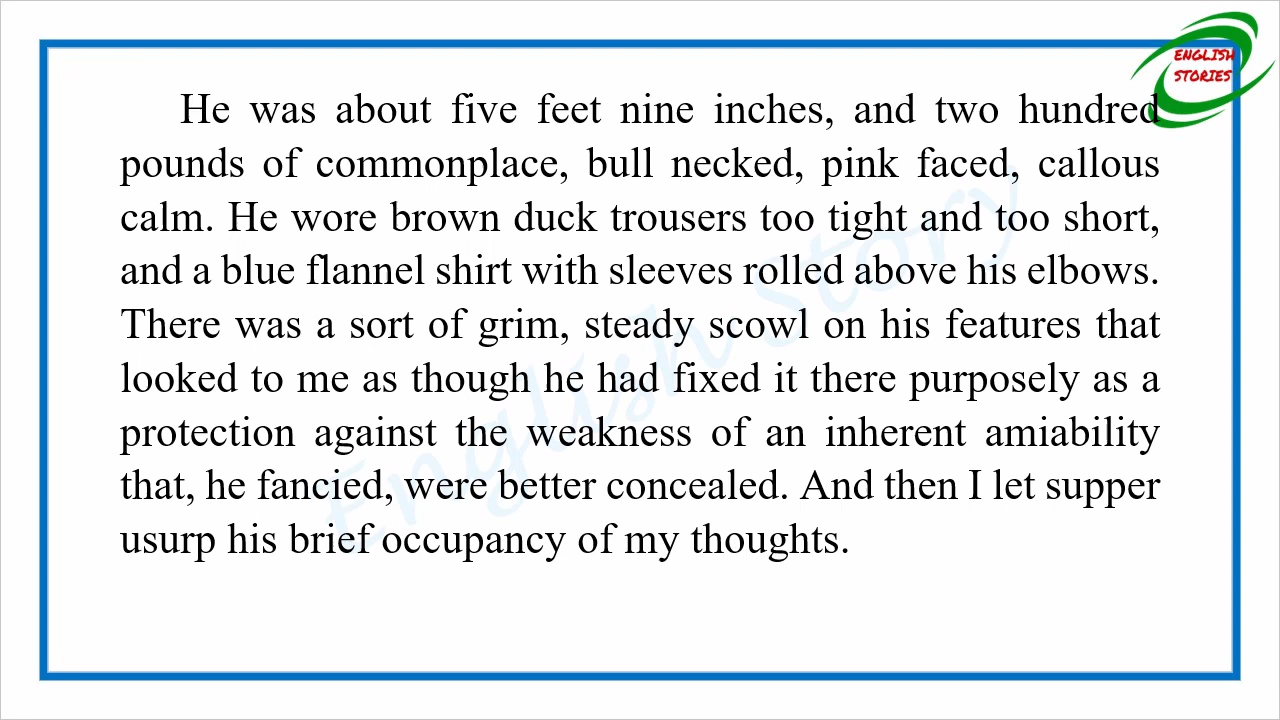 ENGLISH
STORIES
He was about five feet nine inches, and two hundred
pounds of commonplace, bull necked, pink faced, callous
calm. He wore brown duck trousers too tight and too short,
and a blue flannel shirt with sleeves rolled above his elbows.
There was a sort of grim, steady scowl on his features that
looked to me as though he had fixed it there purposely as a
protection against the weakness of an inherent amiability
that, he fancied, were better concealed. And then I let supper
usurp his brief occupancy of my thoughts.
English Story